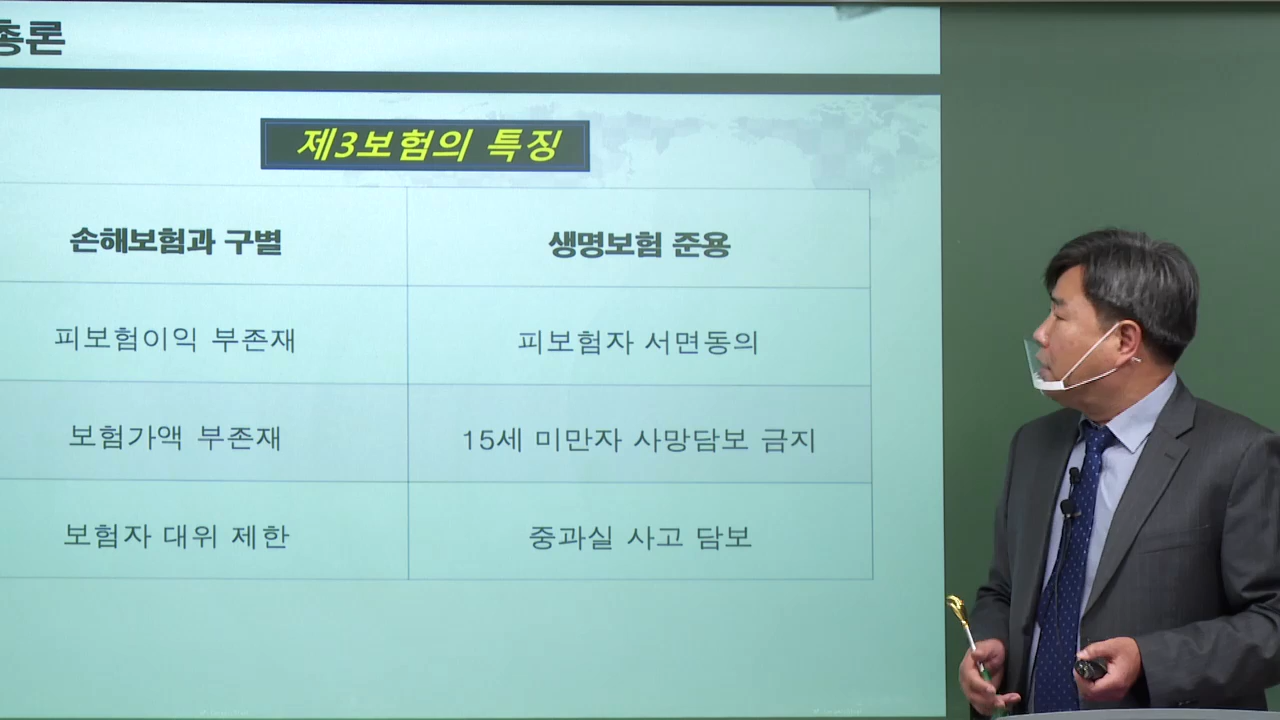 총론
제3보험의 특징
손해보험과 구별 생명보험 준용
피보험이익 부존재 피보험자 서면동의
보험가액 부존재 15세 미만자 사망담보 금지
보험자 대위 제한 중과실 사고 담보